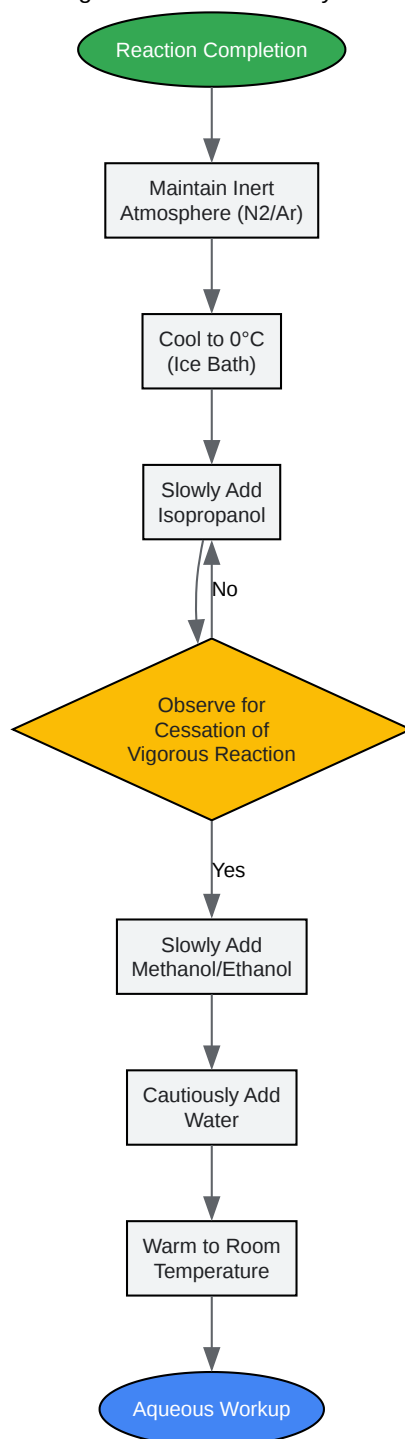 Reaction Completion
Maintain Inert
Atmosphere (N2/Ar)
Cool to 0°C
(Ice Bath)
Slowly Add
Isopropanol
No
Observe for
Cessation of
Vigorous Reaction
Yes
Slowly Add
Methanol/Ethanol
Cautiously Add
Water
Warm to Room
Temperature
Aqueous Workup